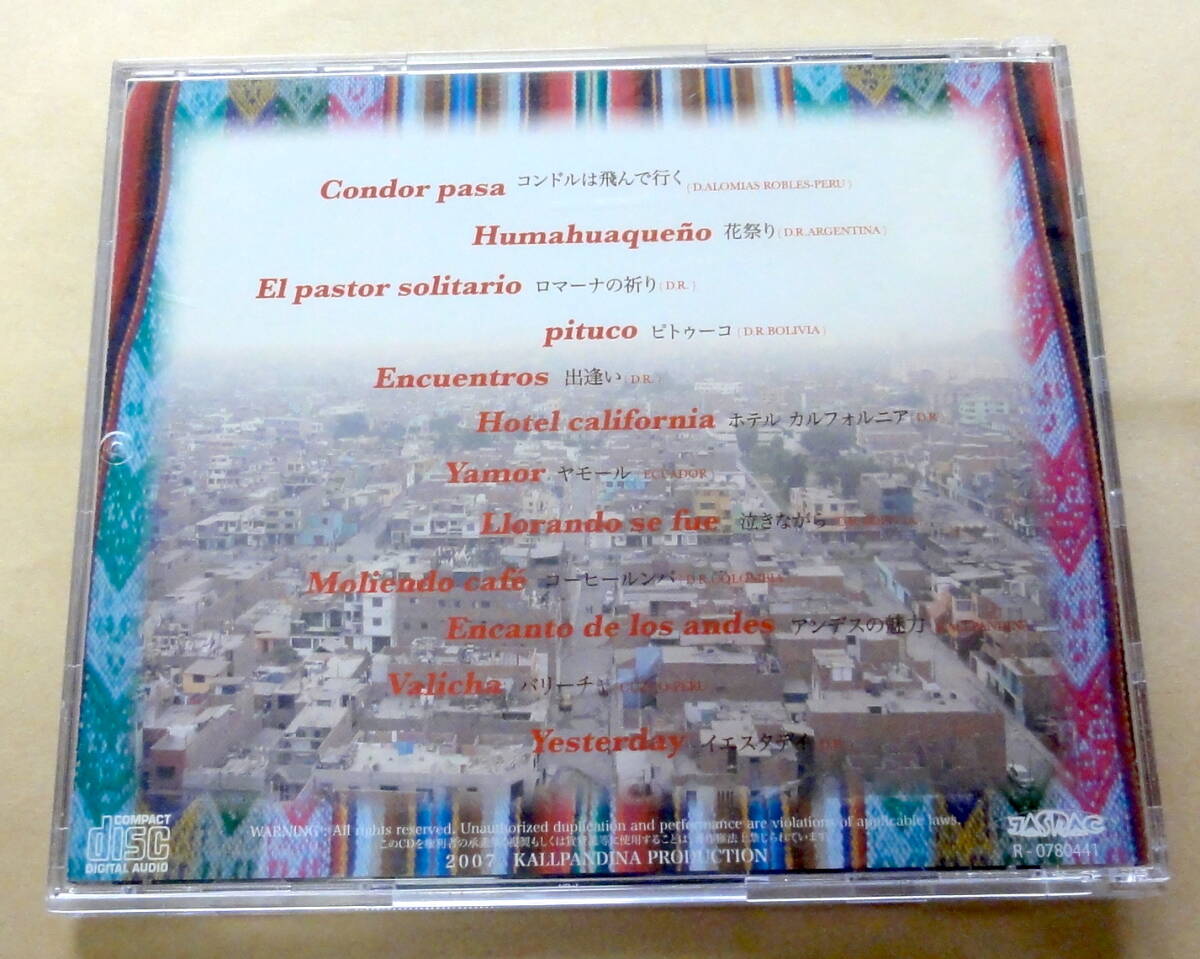 Condor pasa コンドルは飛んで行く ( D.ALOMIAS ROBLES-PERU )
Humahuaqueño 花祭り ( D.R.ARGENTINA )
El pastor solitario ロマーナの祈り ( D.R. )
pituco ピトゥーコ ( D.R.BOLIVIA )
Encuentros 出逢い ( D.R. )
Hotel california ホテル カルフォルニア ( D.R.
Yamor ヤモール ECUADOR )
Llorando se fue 泣きながら
Moliendo café コーヒールンバ ( D.R.COLOMBIA
Encanto de los andes アンデスの魅力
Valicha バリーチャ
Yesterday イエスタデイ
COMPACT
disc
DIGITAL AUDIO
WARNING : All rights reserved. Unauthorized duplication and performance are violations of applicable laws.
2007 KALLPANDINA PRODUCTION
JASRAC
R - 0780441